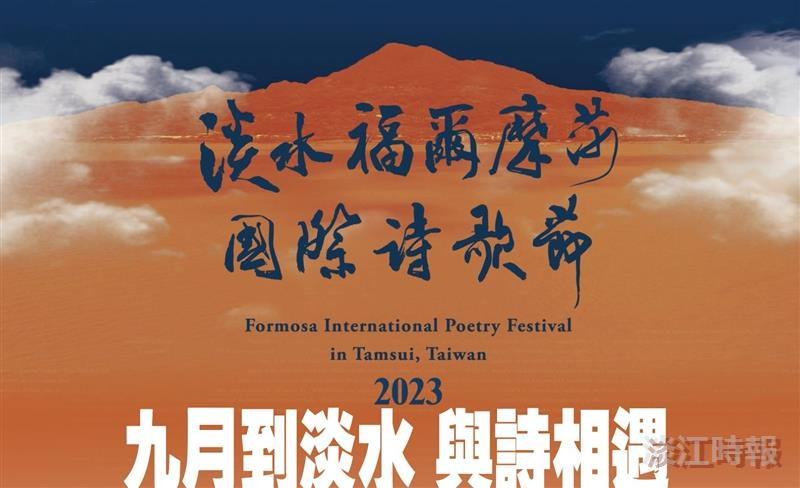 淡水福爾摩莎
國際詩歌節
Formosa International Poetry Festival
in Tamsui, Taiwan
2023
九月到淡水 與詩相遇
淡江時報